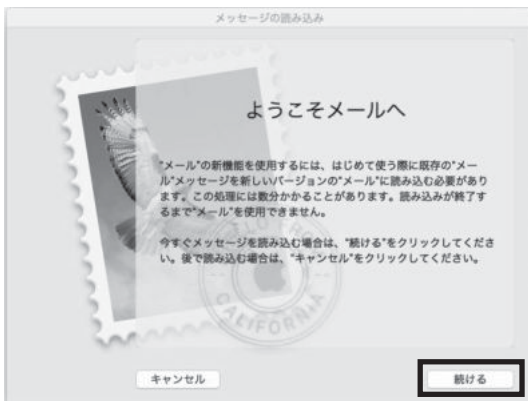 メッセージの読み込み
ようこそメールへ
"メール"の新機能を使用するには、はじめて使う際に既存の"メー
ル"メッセージを新しいバージョンの"メール"に読み込む必要があり
ます。この処理には数分かかることがあります。読み込みが終了す
るまで"メール"を使用できません。
今すぐメッセージを読み込む場合は、"続ける"をクリックしてくださ
い。後で読み込む場合は、"キャンセル"をクリックしてください。
CALIFORNIA
キャンセル
続ける